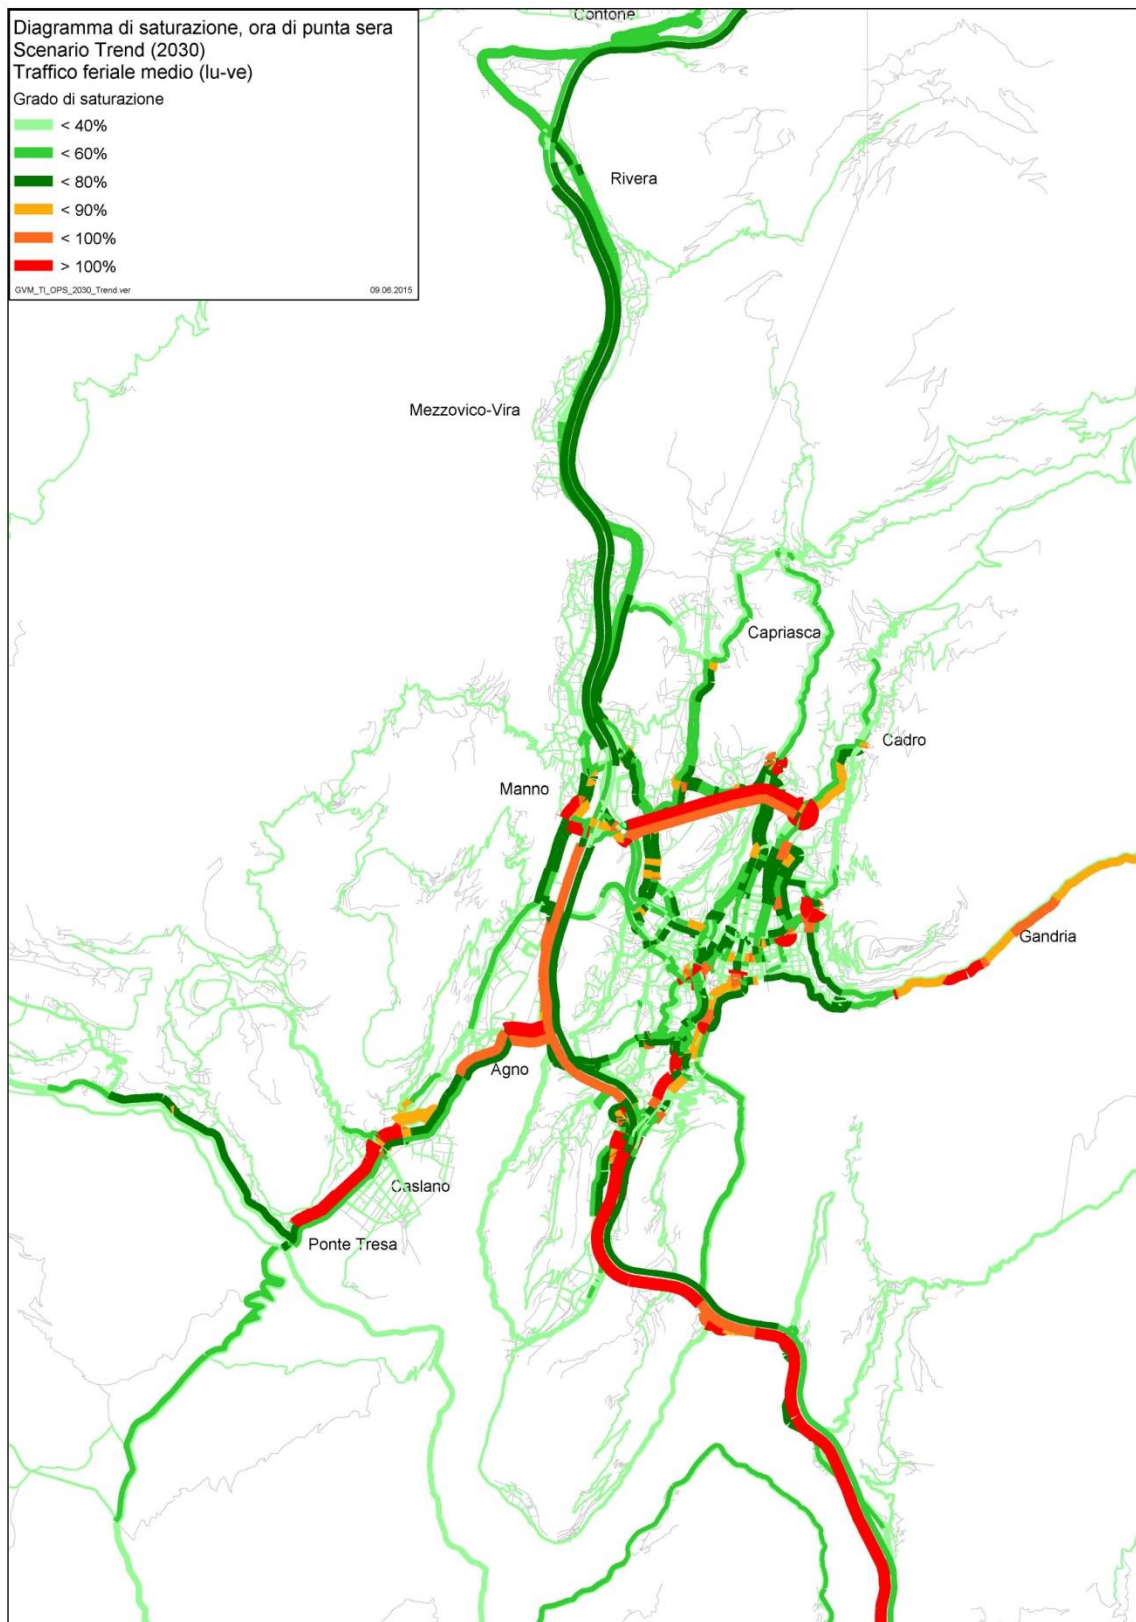 Diagramma di saturazione, ora di punta sera
Scenario Trend (2030)
Traffico feriale medio (lu-ve)
Grado di saturazione
< 40%
< 60%
< 80%
< 90%
< 100%
> 100%
GVM_TI_OPS_2030_Trend.ver 09.06.2015
Contone
Rivera
Mezzovico-Vira
Capriasca
Cadro
Manno
Gandria
Agno
Caslano
Ponte Tresa